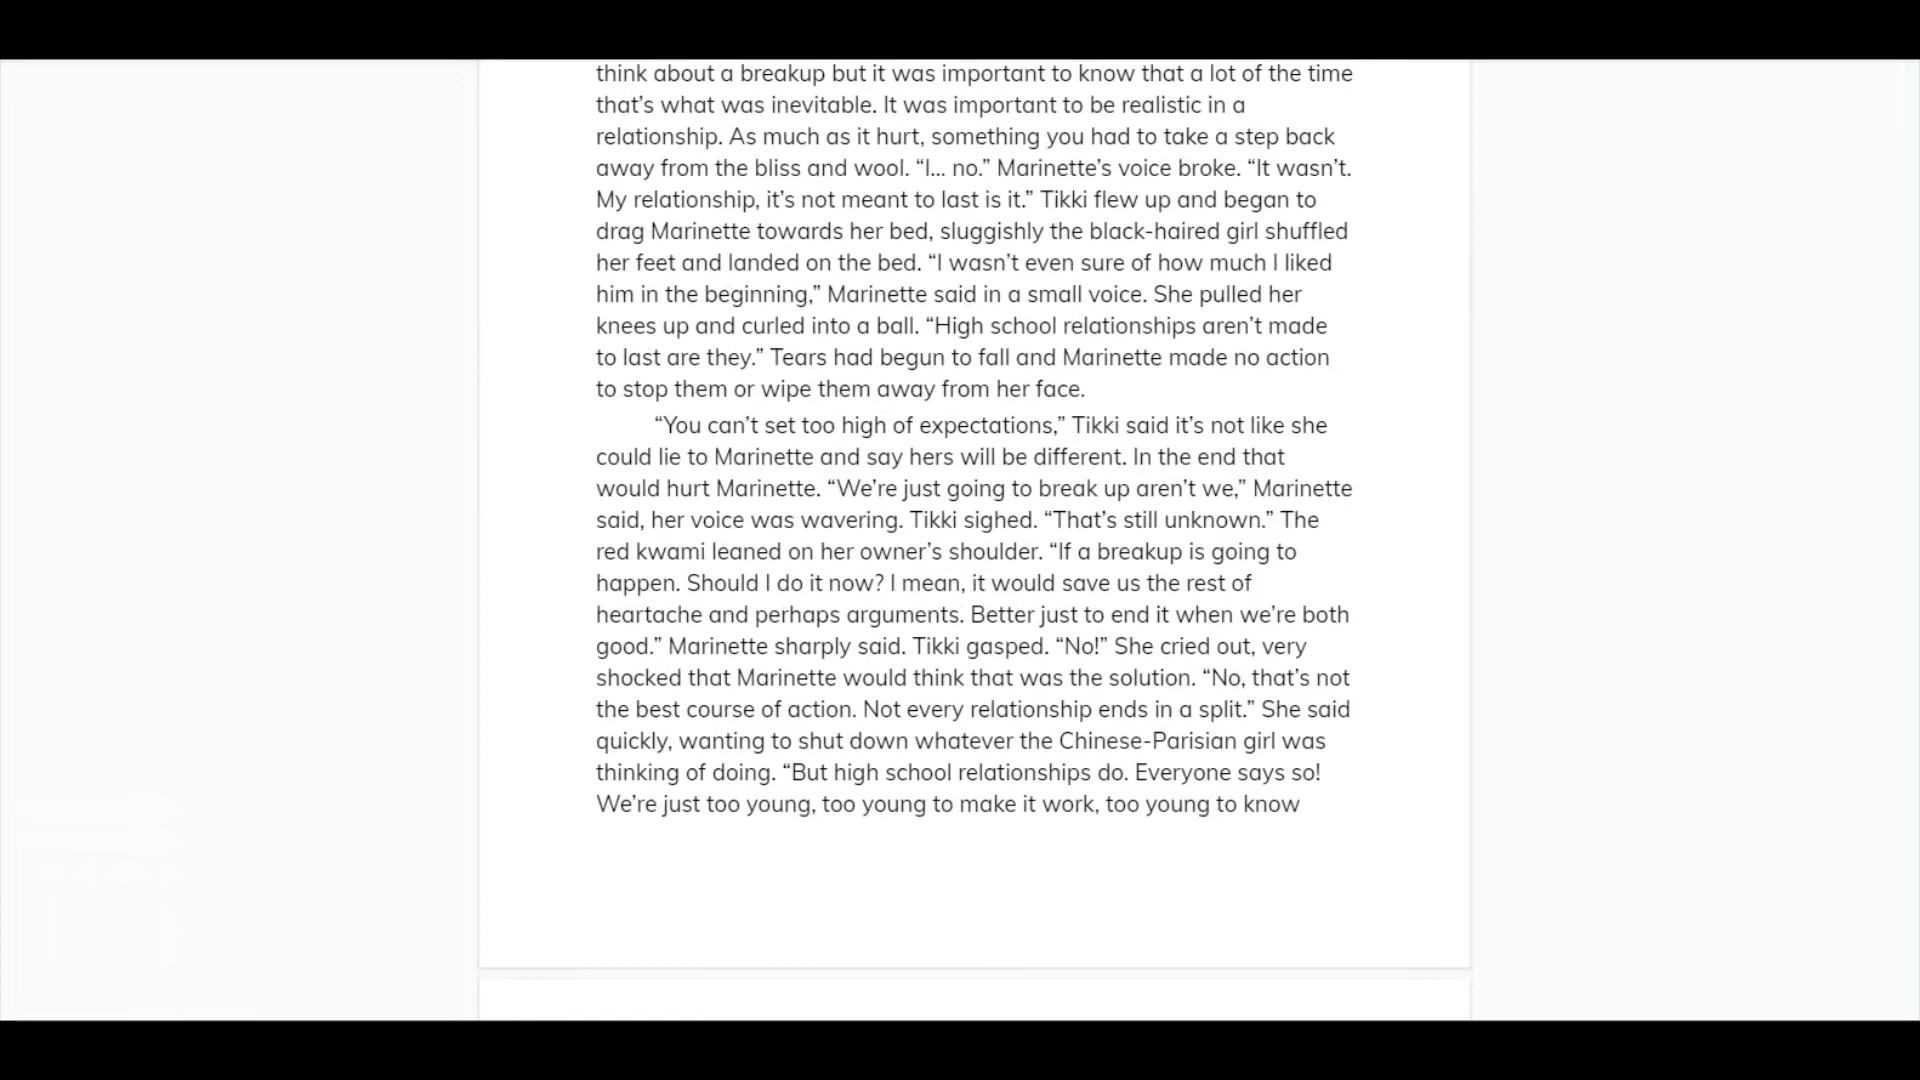 think about a breakup but it was important to know that a lot of the time
that’s what was inevitable. It was important to be realistic in a
relationship. As much as it hurt, something you had to take a step back
away from the bliss and wool. “I... no.” Marinette’s voice broke. “It wasn’t.
My relationship, it’s not meant to last is it.” Tikki flew up and began to
drag Marinette towards her bed, sluggishly the black-haired girl shuffled
her feet and landed on the bed. “I wasn’t even sure of how much I liked
him in the beginning,” Marinette said in a small voice. She pulled her
knees up and curled into a ball. “High school relationships aren’t made
to last are they.” Tears had begun to fall and Marinette made no action
to stop them or wipe them away from her face.
“You can’t set too high of expectations,” Tikki said it’s not like she
could lie to Marinette and say hers will be different. In the end that
would hurt Marinette. “We’re just going to break up aren’t we,” Marinette
said, her voice was wavering. Tikki sighed. “That’s still unknown.” The
red kwami leaned on her owner’s shoulder. “If a breakup is going to
happen. Should I do it now? I mean, it would save us the rest of
heartache and perhaps arguments. Better just to end it when we’re both
good.” Marinette sharply said. Tikki gasped. “No!” She cried out, very
shocked that Marinette would think that was the solution. “No, that’s not
the best course of action. Not every relationship ends in a split.” She said
quickly, wanting to shut down whatever the Chinese-Parisian girl was
thinking of doing. “But high school relationships do. Everyone says so!
We’re just too young, too young to make it work, too young to know